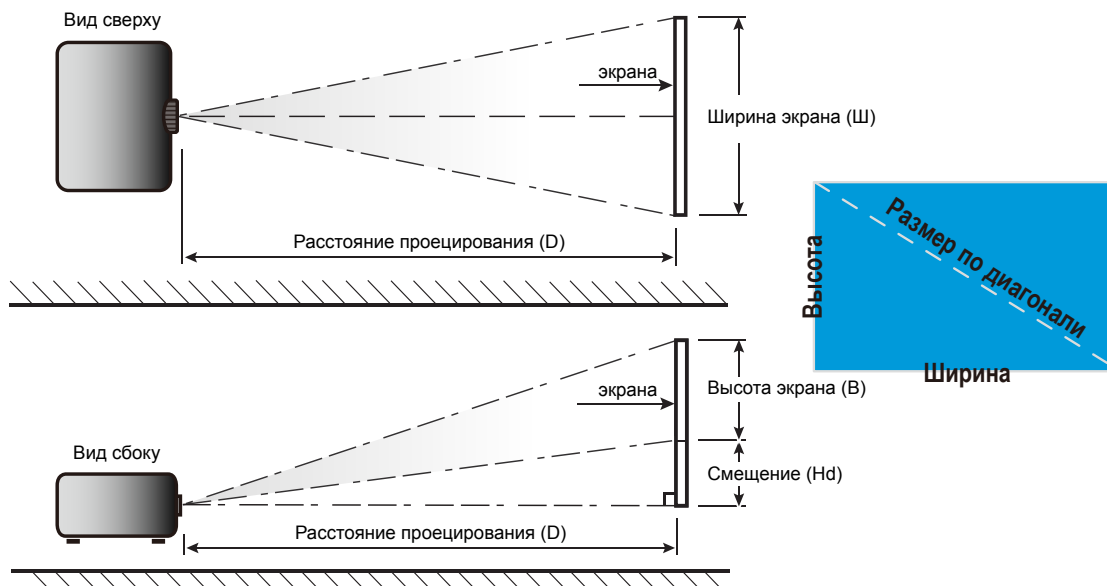 Вид сверху
экрана
Ширина экрана (Ш)
Расстояние проецирования (D)
Высота
Размер по диагонали
Ширина
Вид сбоку
экрана
Высота экрана (В)
Смещение (Hd)
Расстояние проецирования (D)